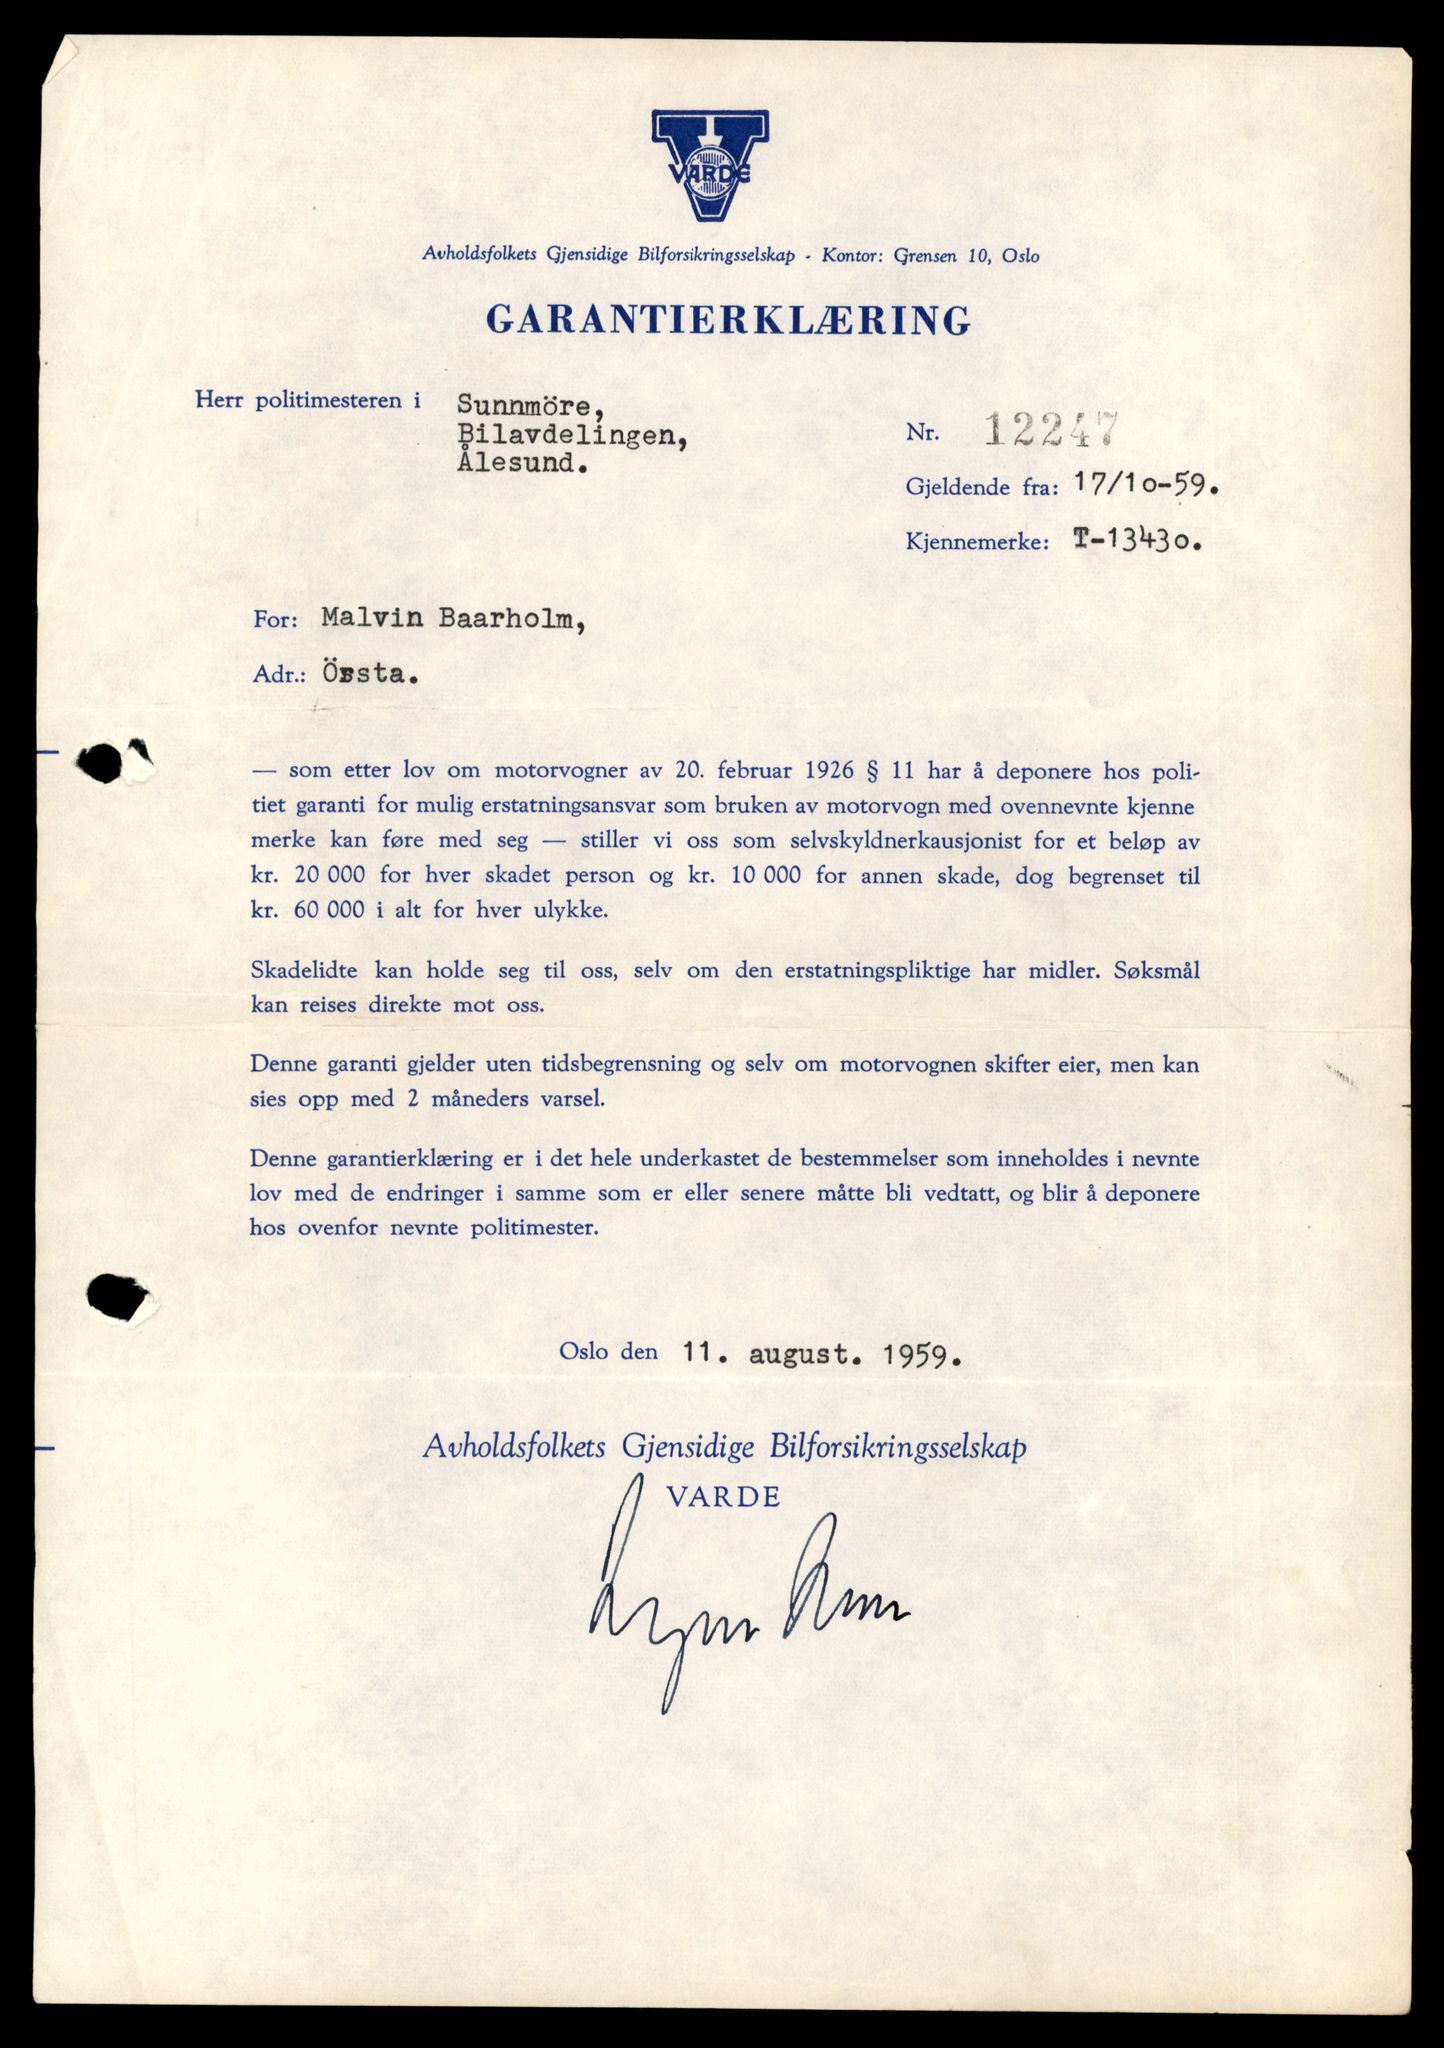 VARDE
Avholdsfolkets Gjensidige Bilforsikringsselskap - Kontor: Grensen 10, Oslo
GARANTIERKLÆRING
Herr politimesteren i Sunnmöre,
Bilavdelingen,
Ålesund.
Nr. 12247
Gjeldende fra: 17/10-59.
Kjennemerke: T-13430.
For: Malvin Baarholm,
Adr.: Örsta.
— som etter lov om motorvogner av 20. februar 1926 § 11 har å deponere hos poli-
tiet garanti for mulig erstatningsansvar som bruken av motorvogn med ovennevnte kjenne
merke kan føre med seg — stiller vi oss som selvskyldnerkausjonist for et beløp av
kr. 20 000 for hver skadet person og kr. 10 000 for annen skade, dog begrenset til
kr. 60 000 i alt for hver ulykke.
Skadelidte kan holde seg til oss, selv om den erstatningspliktige har midler. Søksmål
kan reises direkte mot oss.
Denne garanti gjelder uten tidsbegrensning og selv om motorvognen skifter eier, men kan
sies opp med 2 måneders varsel.
Denne garantierklæring er i det hele underkastet de bestemmelser som inneholdes i nevnte
lov med de endringer i samme som er eller senere måtte bli vedtatt, og blir å deponere
hos ovenfor nevnte politimester.
Oslo den 11. august. 1959.
Avholdsfolkets Gjensidige Bilforsikringsselskap
VARDE